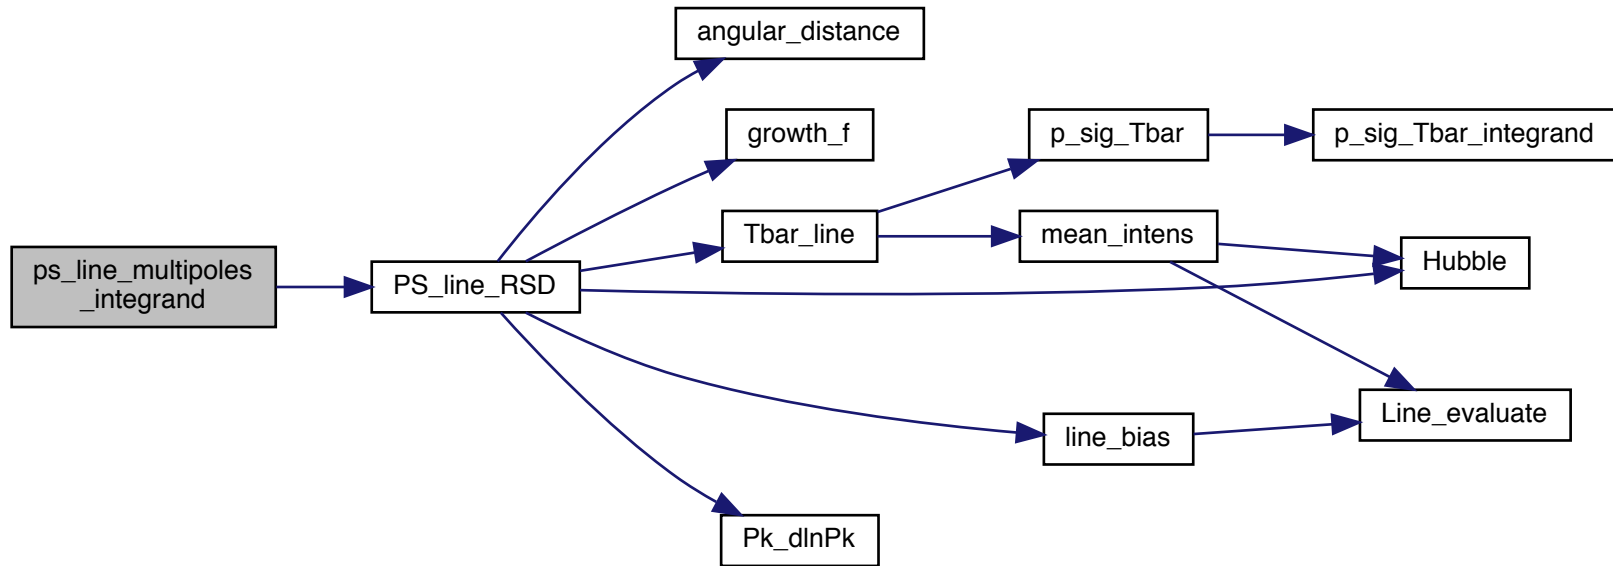 angular_distance
growth_f
p_sig_Tbar
p_sig_Tbar_integrand
Tbar_line
mean_intens
Hubble
ps_line_multipoles
_integrand
PS_line_RSD
Line_evaluate
line_bias
Pk_dlnPk